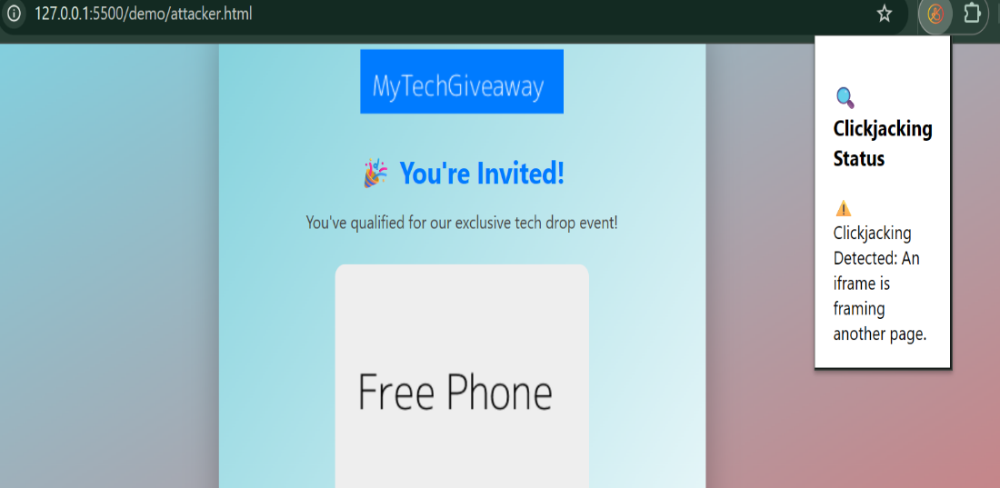 127.0.0.1:5500/demo/attacker.html
MyTechGiveaway
🎉 You're Invited!
You've qualified for our exclusive tech drop event!
Free Phone
🔍
Clickjacking
Status
⚠️
Clickjacking
Detected: An
iframe is
framing
another page.